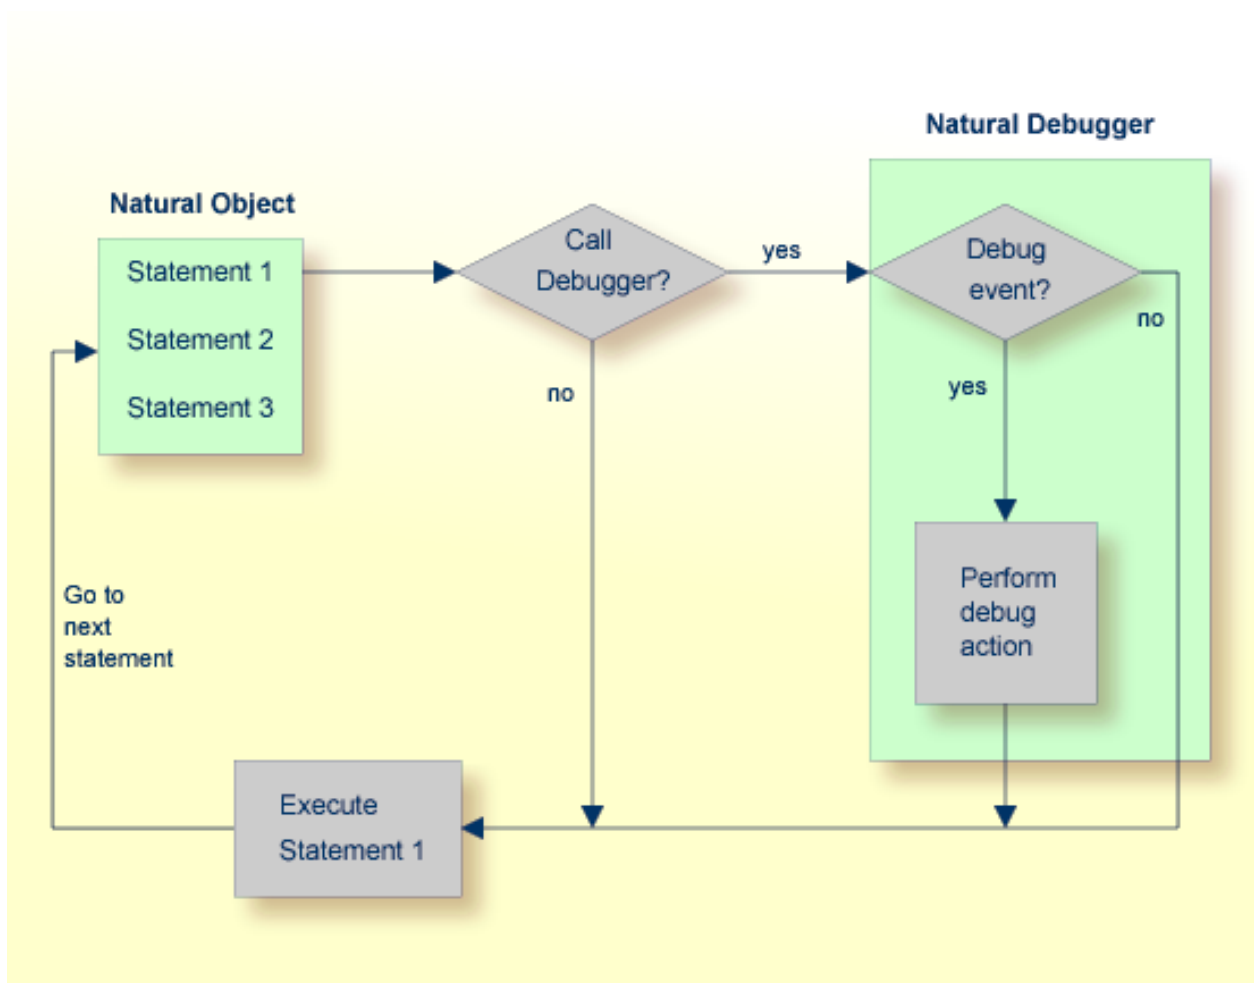 Natural Debugger
Natural Object
Statement 1
Statement 2
Statement 3
Call
Debugger?
yes
no
Debug
event?
no
yes
Perform
debug
action
Go to
next
statement
Execute
Statement 1